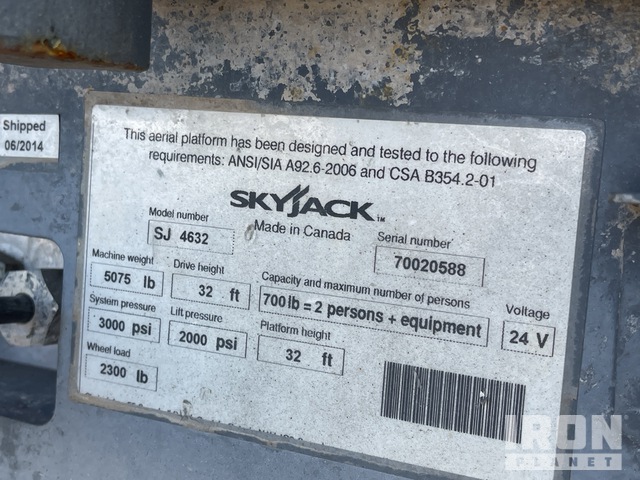 Shipped
06/2014
This aerial platform has been designed and tested to the following
requirements: ANSI/SIA A92.6-2006 and CSA B354.2-01
SKYJACK™
Made in Canada
Model number
SJ 4632
Serial number
70020588
Machine weight
5075 lb
Drive height
32 ft
Capacity and maximum number of persons
700 lb = 2 persons + equipment
Voltage
24 V
System pressure
3000 psi
Lift pressure
2000 psi
Platform height
32 ft
Wheel load
2300 lb
IRON
PLANET